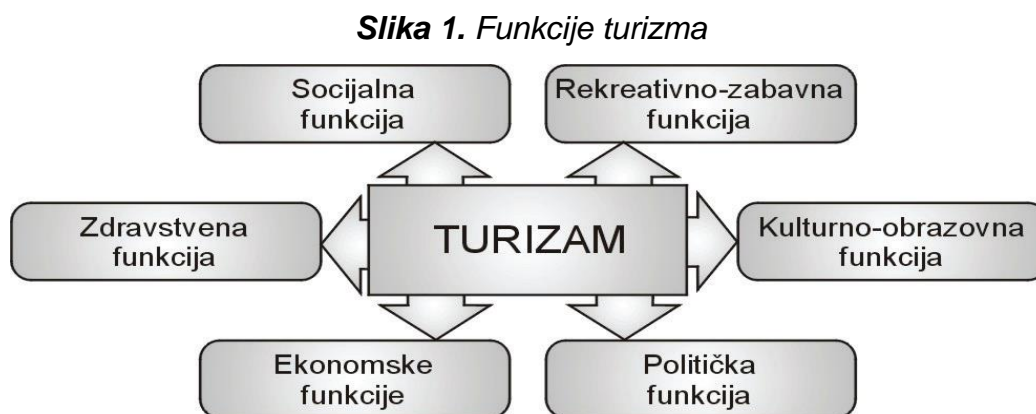 Slika 1. Funkcije turizma
Socijalna
funkcija
Rekreativno-zabavna
funkcija
Zdravstvena
funkcija
TURIZAM
Kulturno-obrazovna
funkcija
Ekonomske
funkcije
Politička
funkcija